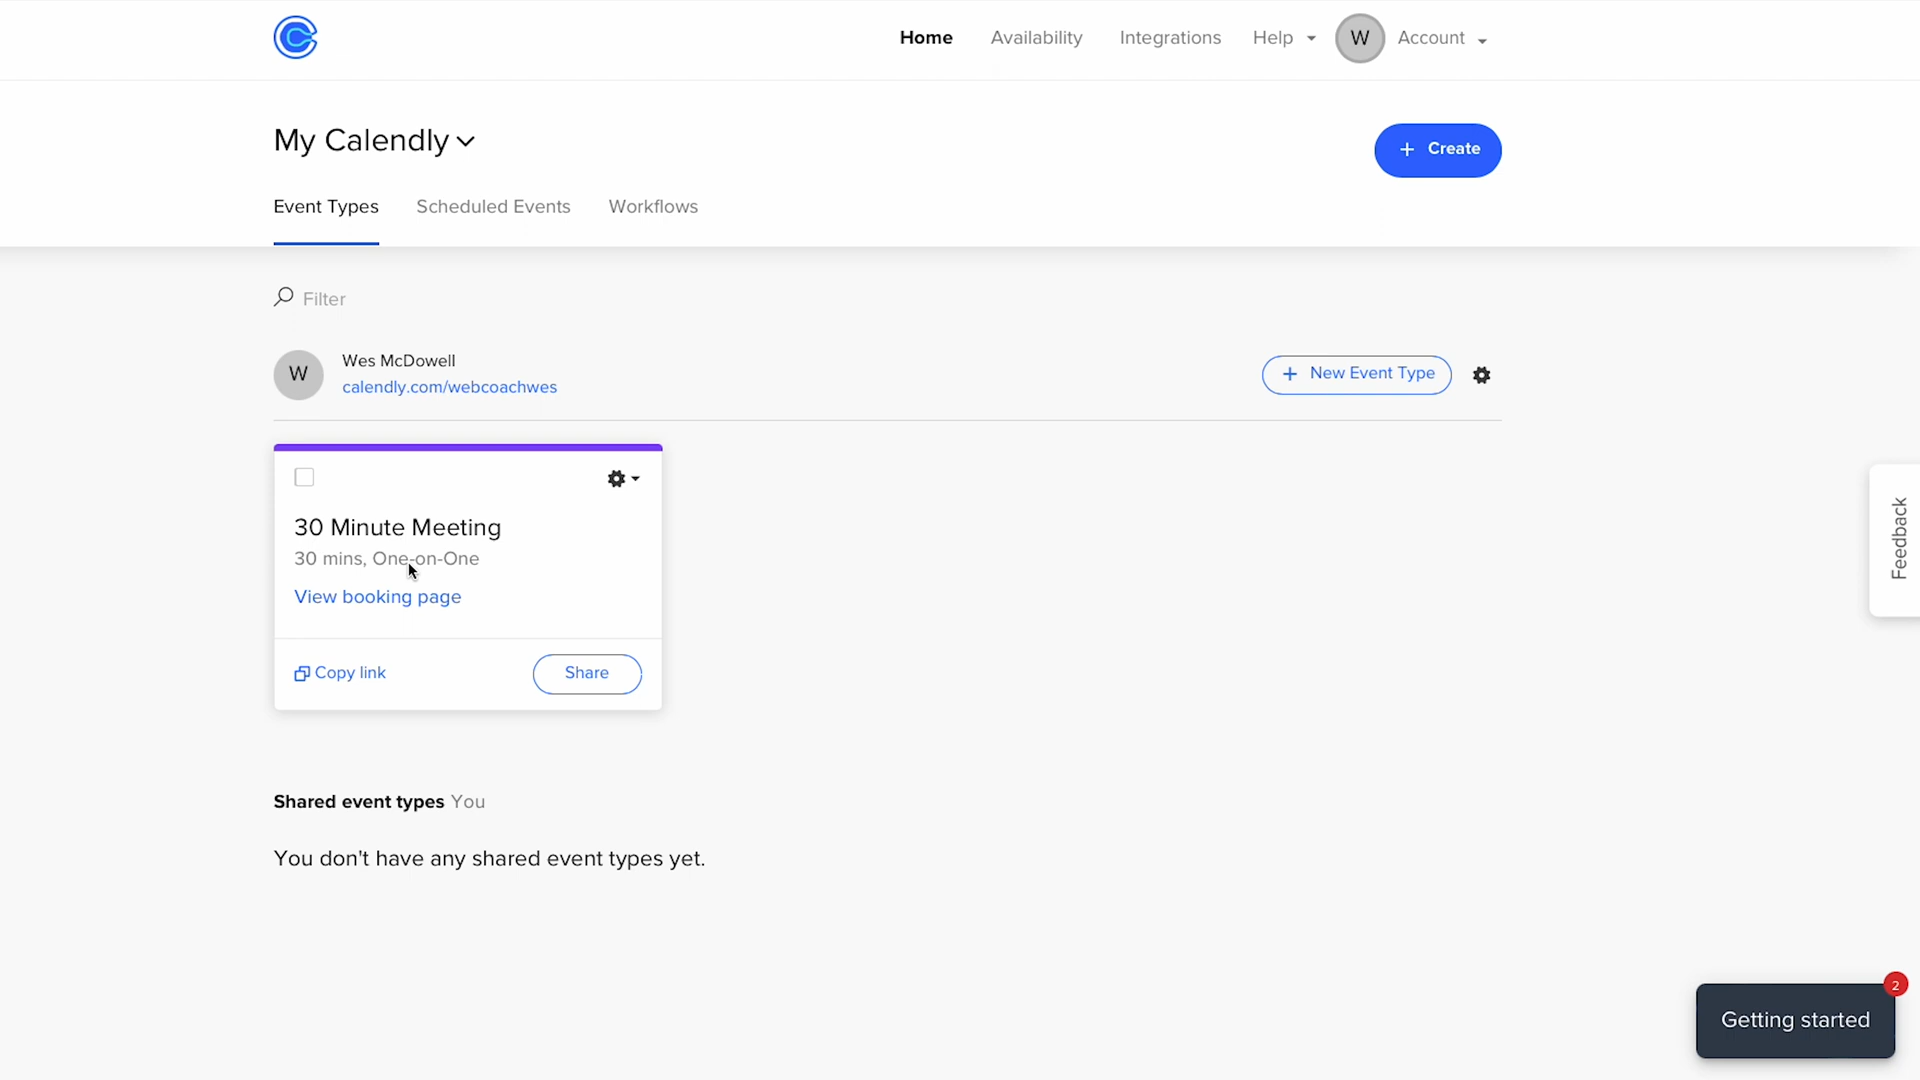 Home Availability Integrations Help W Account
My Calendly
+ Create
Event Types Scheduled Events Workflows
Filter
W
Wes McDowell
calendly.com/webcoachwes
+ New Event Type
30 Minute Meeting
30 mins, One-on-One
View booking page
Copy link
Share
Feedback
Shared event types You
You don't have any shared event types yet.
2
Getting started